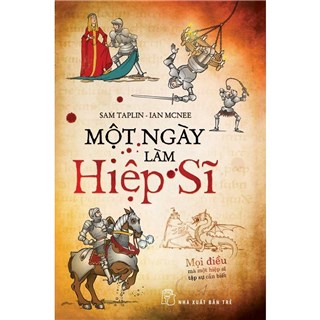 SAM TAPLIN - IAN MCNEE
MỘT NGÀY
LÀM
HIỆP SĨ
Mọi điều
mà một hiệp sĩ
tập sự cần biết
NHÀ XUẤT BẢN TRẺ